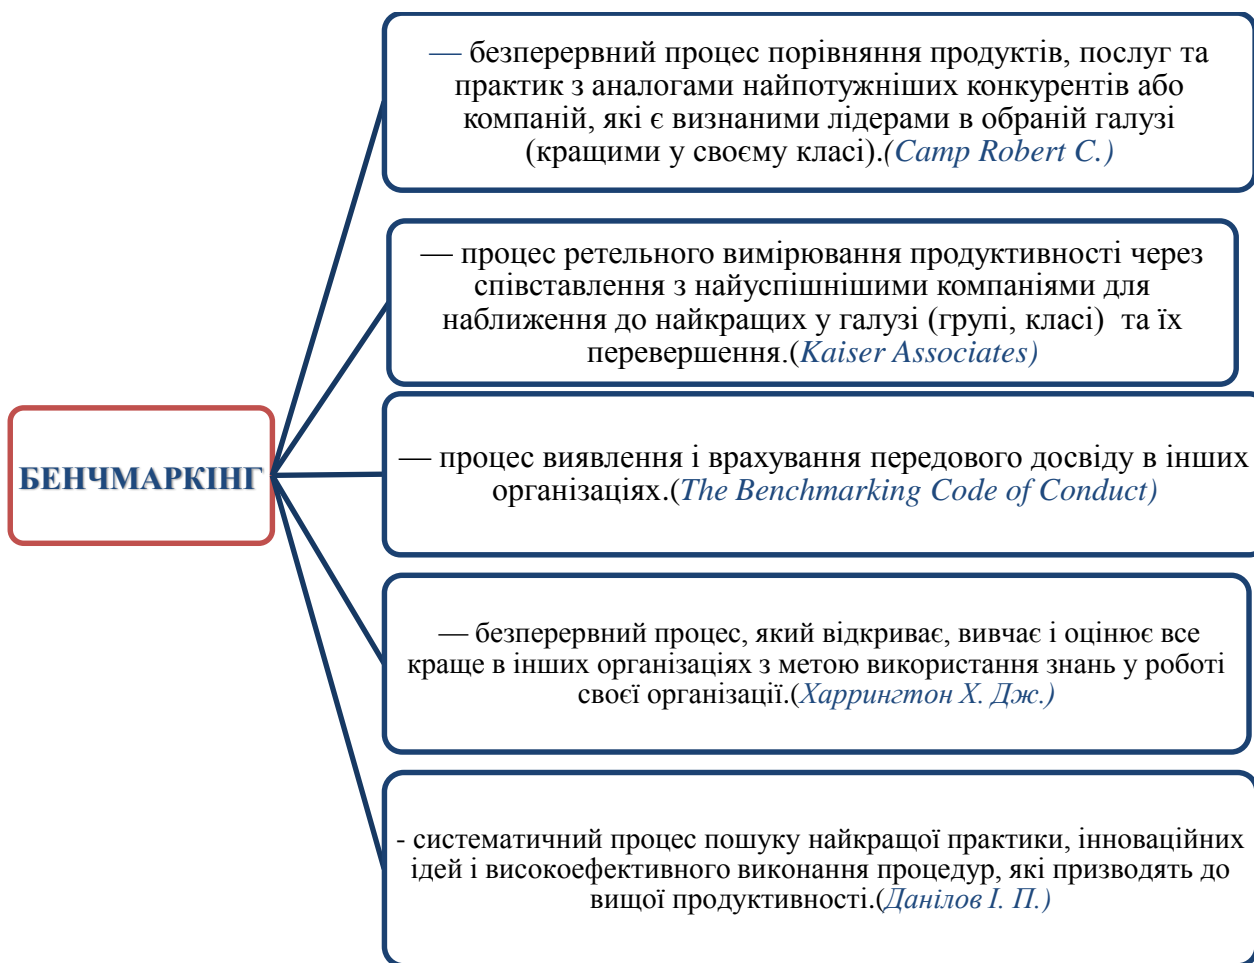 — безперервний процес порівняння продуктів, послуг та
практик з аналогами найпотужніших конкурентів або
компаній, які є визнаними лідерами в обраній галузі
(кращими у своєму класі).(Camp Robert C.)
— процес ретельного вимірювання продуктивності через
співставлення з найуспішнішими компаніями для
наближення до найкращих у галузі (групі, класі) та їх
перевершення.(Kaiser Associates)
БЕНЧМАРКІНГ
— процес виявлення і врахування передового досвіду в інших
організаціях.(The Benchmarking Code of Conduct)
— безперервний процес, який відкриває, вивчає і оцінює все
краще в інших організаціях з метою використання знань у роботі
своєї організації.(Харрингтон Х. Дж.)
- систематичний процес пошуку найкращої практики, інноваційних
ідей і високоефективного виконання процедур, які призводять до
вищої продуктивності.(Данілов І. П.)